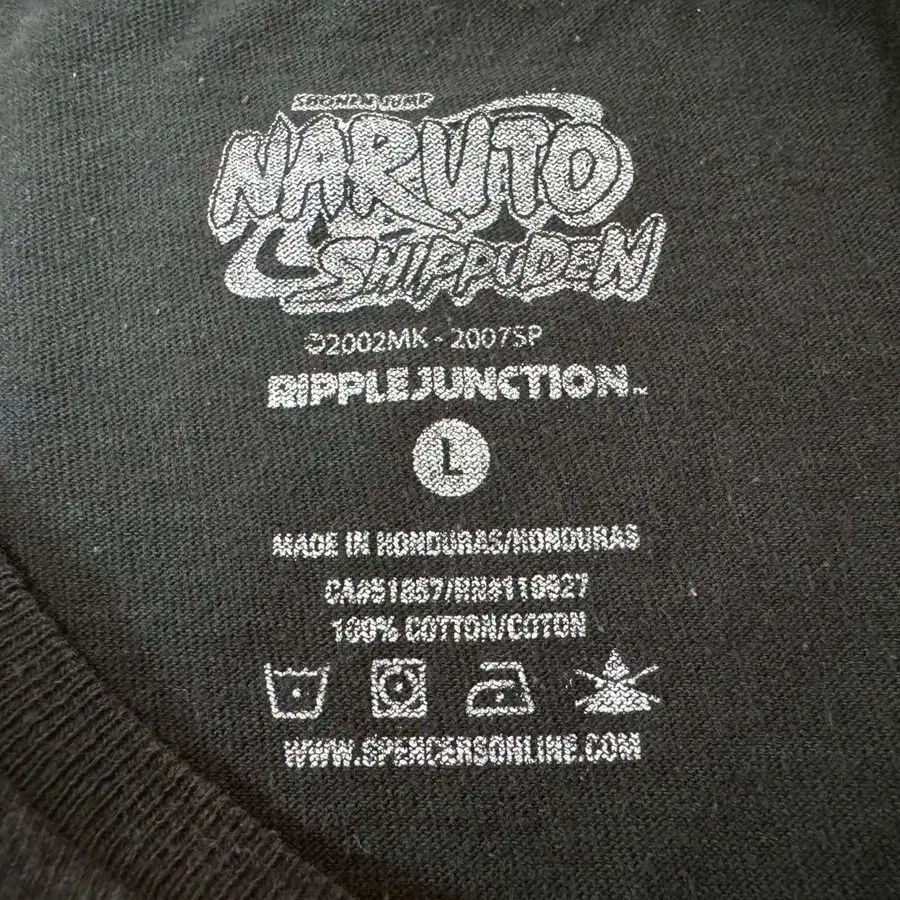 SHONEN JUMP
NARUTO
SHIPPUDEN
©2002MK - 2007SP
RIPPLEJUNCTION™
L
MADE IN HONDURAS/HONDURAS
CA#51857/RN#110927
100% COTTON/COTON
WWW.SPENCERSONLINE.COM